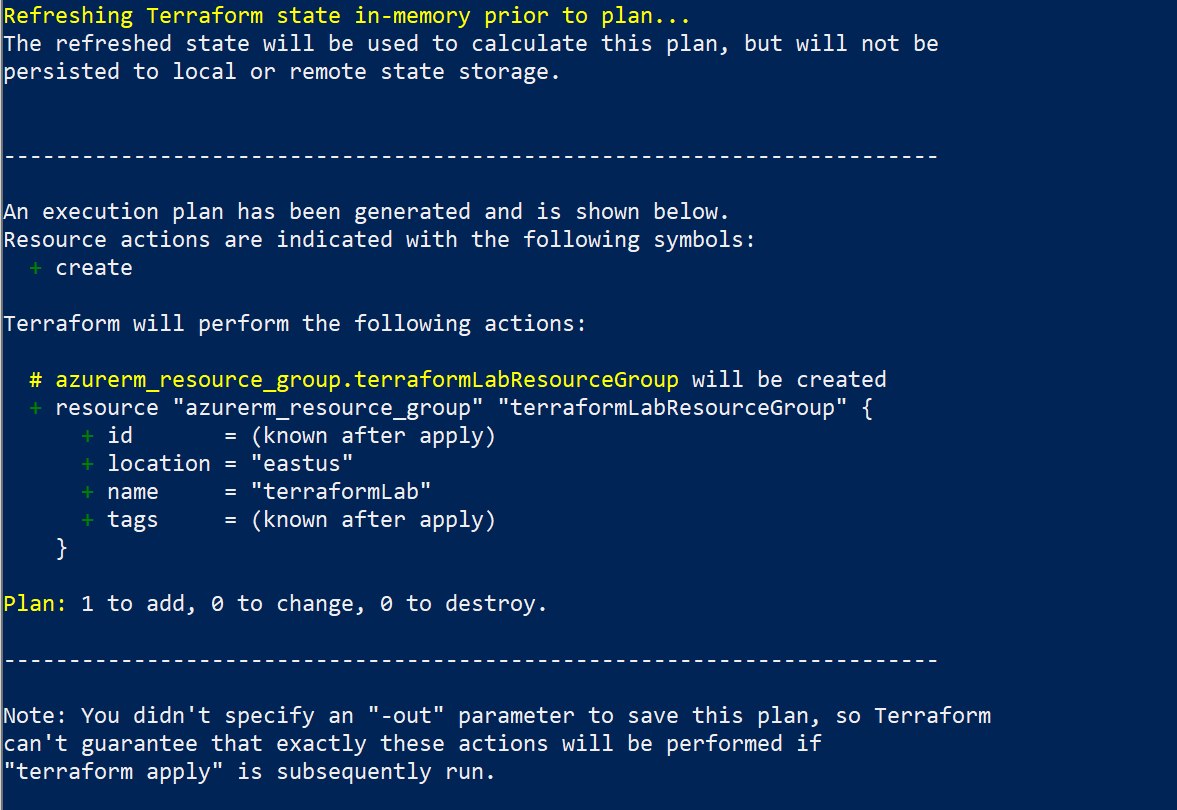 Refreshing Terraform state in-memory prior to plan...
The refreshed state will be used to calculate this plan, but will not be
persisted to local or remote state storage.
------------------------------------------------------------------------
An execution plan has been generated and is shown below.
Resource actions are indicated with the following symbols:
  + create
Terraform will perform the following actions:
  # azurerm_resource_group.terraformLabResourceGroup will be created
  + resource "azurerm_resource_group" "terraformLabResourceGroup" {
      + id       = (known after apply)
      + location = "eastus"
      + name     = "terraformLab"
      + tags     = (known after apply)
    }
Plan: 1 to add, 0 to change, 0 to destroy.
------------------------------------------------------------------------
Note: You didn't specify an "-out" parameter to save this plan, so Terraform
can't guarantee that exactly these actions will be performed if
"terraform apply" is subsequently run.